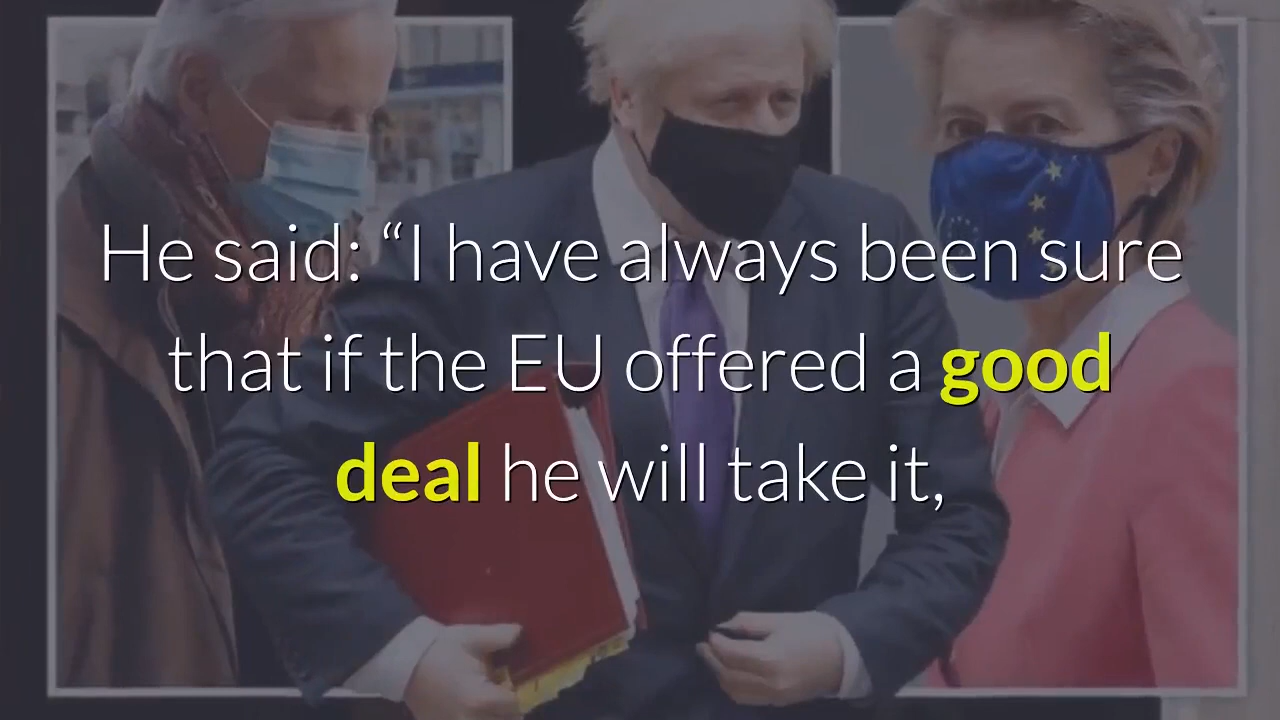 He said: “I have always been sure
that if the EU offered a good
deal he will take it,